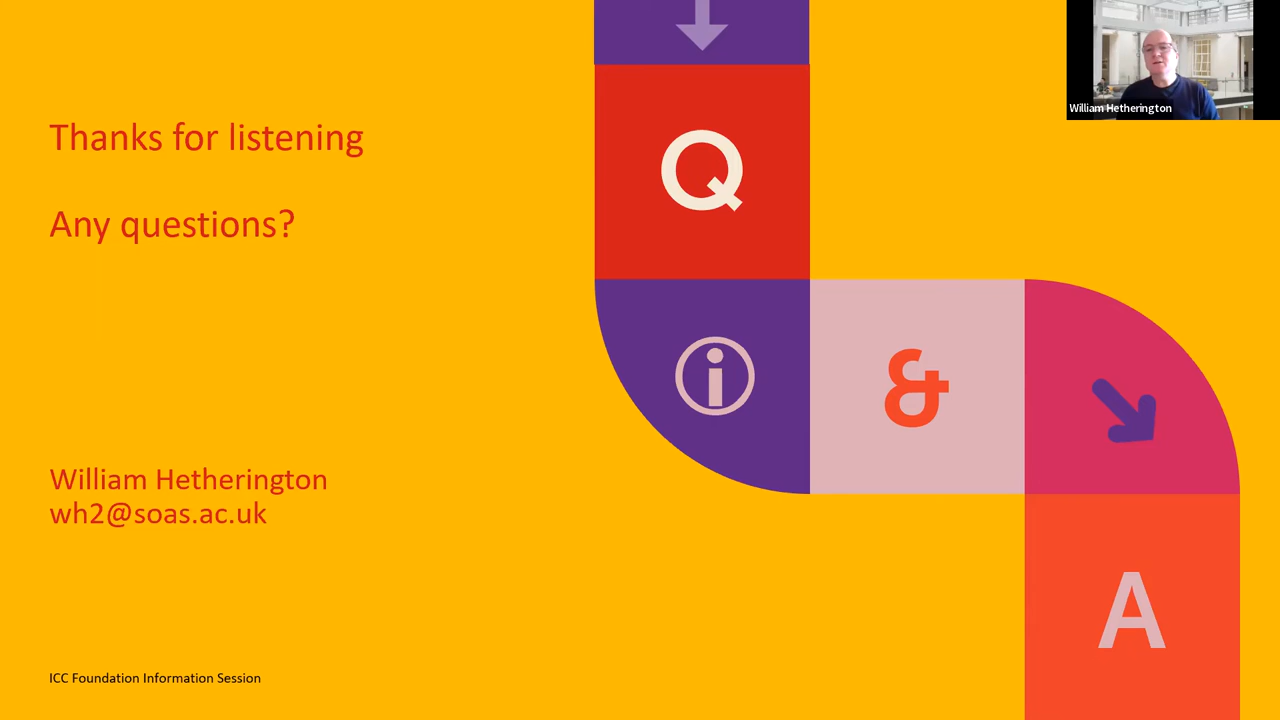 Thanks for listening
Any questions?
William Hetherington
wh2@soas.ac.uk
ICC Foundation Information Session
Q
i
&
A
William Hetherington